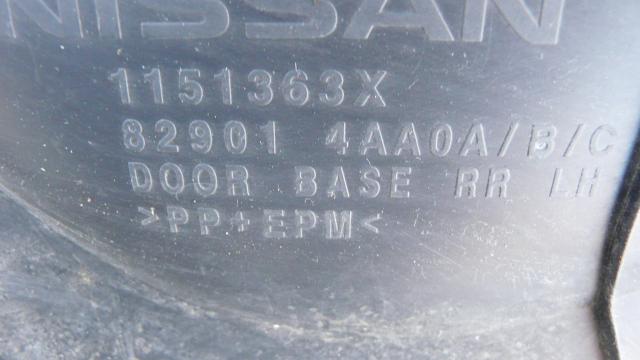 NISSAN
1151363X
82901 4AA0A/B/C
DOOR BASE RR LH
>PP+EPM<